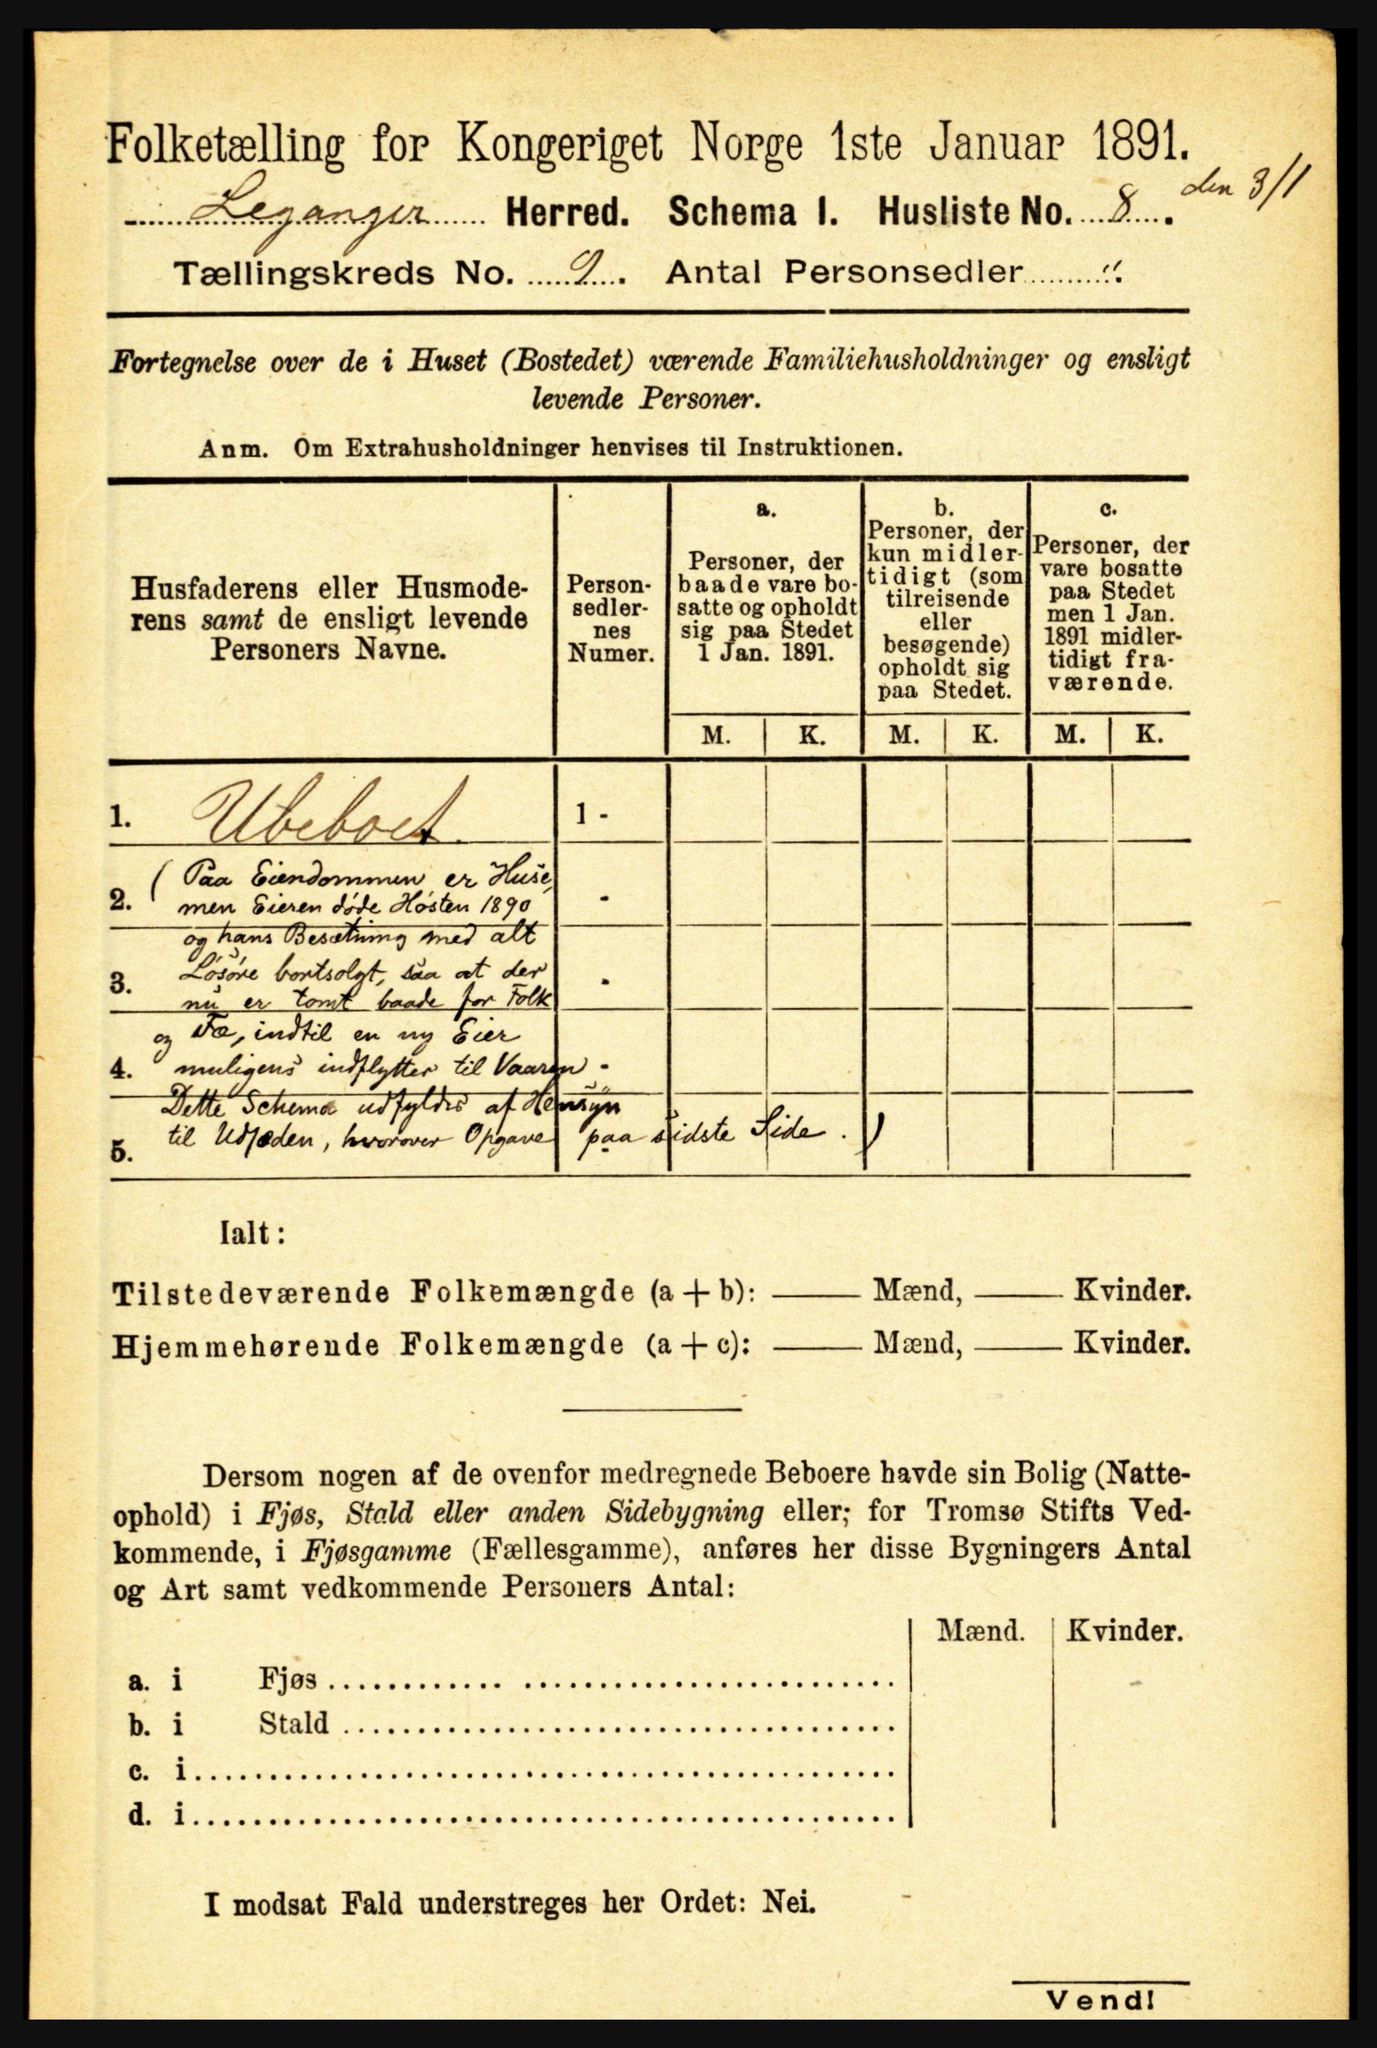 Folketælling for Kongeriget Norge 1ste Januar 1891.
den 3/1
Leganger Herred. Schema I. Husliste No. 8.
Tællingskreds No. 9. Antal Personsedler „.
Fortegnelse over de i Huset (Bostedet) værende Familiehusholdninger og ensligt
levende Personer.
Anm. Om Extrahusholdninger henvises til Instruktionen.
Husfaderens eller Husmode-
rens samt de ensligt levende
Personers Navne.
Person-
sedler-
nes
Numer.
a.
Personer, der
baade vare bo-
satte og opholdt
sig paa Stedet
1 Jan. 1891.
b.
Personer, der
kun midler-
tidigt (som
tilreisende
eller
besøgende)
opholdt sig
paa Stedet.
c.
Personer, der
vare bosatte
paa Stedet
men 1 Jan.
1891 midler-
tidigt fra-
værende.
M. K. M. K. M. K.
1. Ubeboet. 1 -
(Paa Eiendommen er Huse,
2. men Eieren døde Høsten 1890 -
og hans Besætning med alt
3. Løsøre bortsolgt, saa at der -
nu er tomt baade for Folk
og Fæ, indtil en ny Eier
4. muligens indflytter til Vaaren -
Dette Schema udfyldes af Hensyn
5. til Udsæden, hvorover Opgave paa sidste Side.)
Ialt:
Tilstedeværende Folkemængde (a + b): —— Mænd, —— Kvinder.
Hjemmehørende Folkemængde (a + c): —— Mænd, —— Kvinder.
Dersom nogen af de ovenfor medregnede Beboere havde sin Bolig (Natte-
ophold) i Fjøs, Stald eller anden Sidebygning eller; for Tromsø Stifts Ved-
kommende, i Fjøsgamme (Fællesgamme), anføres her disse Bygningers Antal
og Art samt vedkommende Personers Antal:
Mænd. Kvinder.
a. i Fjøs
b. i Stald
c. i
d. i
I modsat Fald understreges her Ordet: Nei.
Vend!